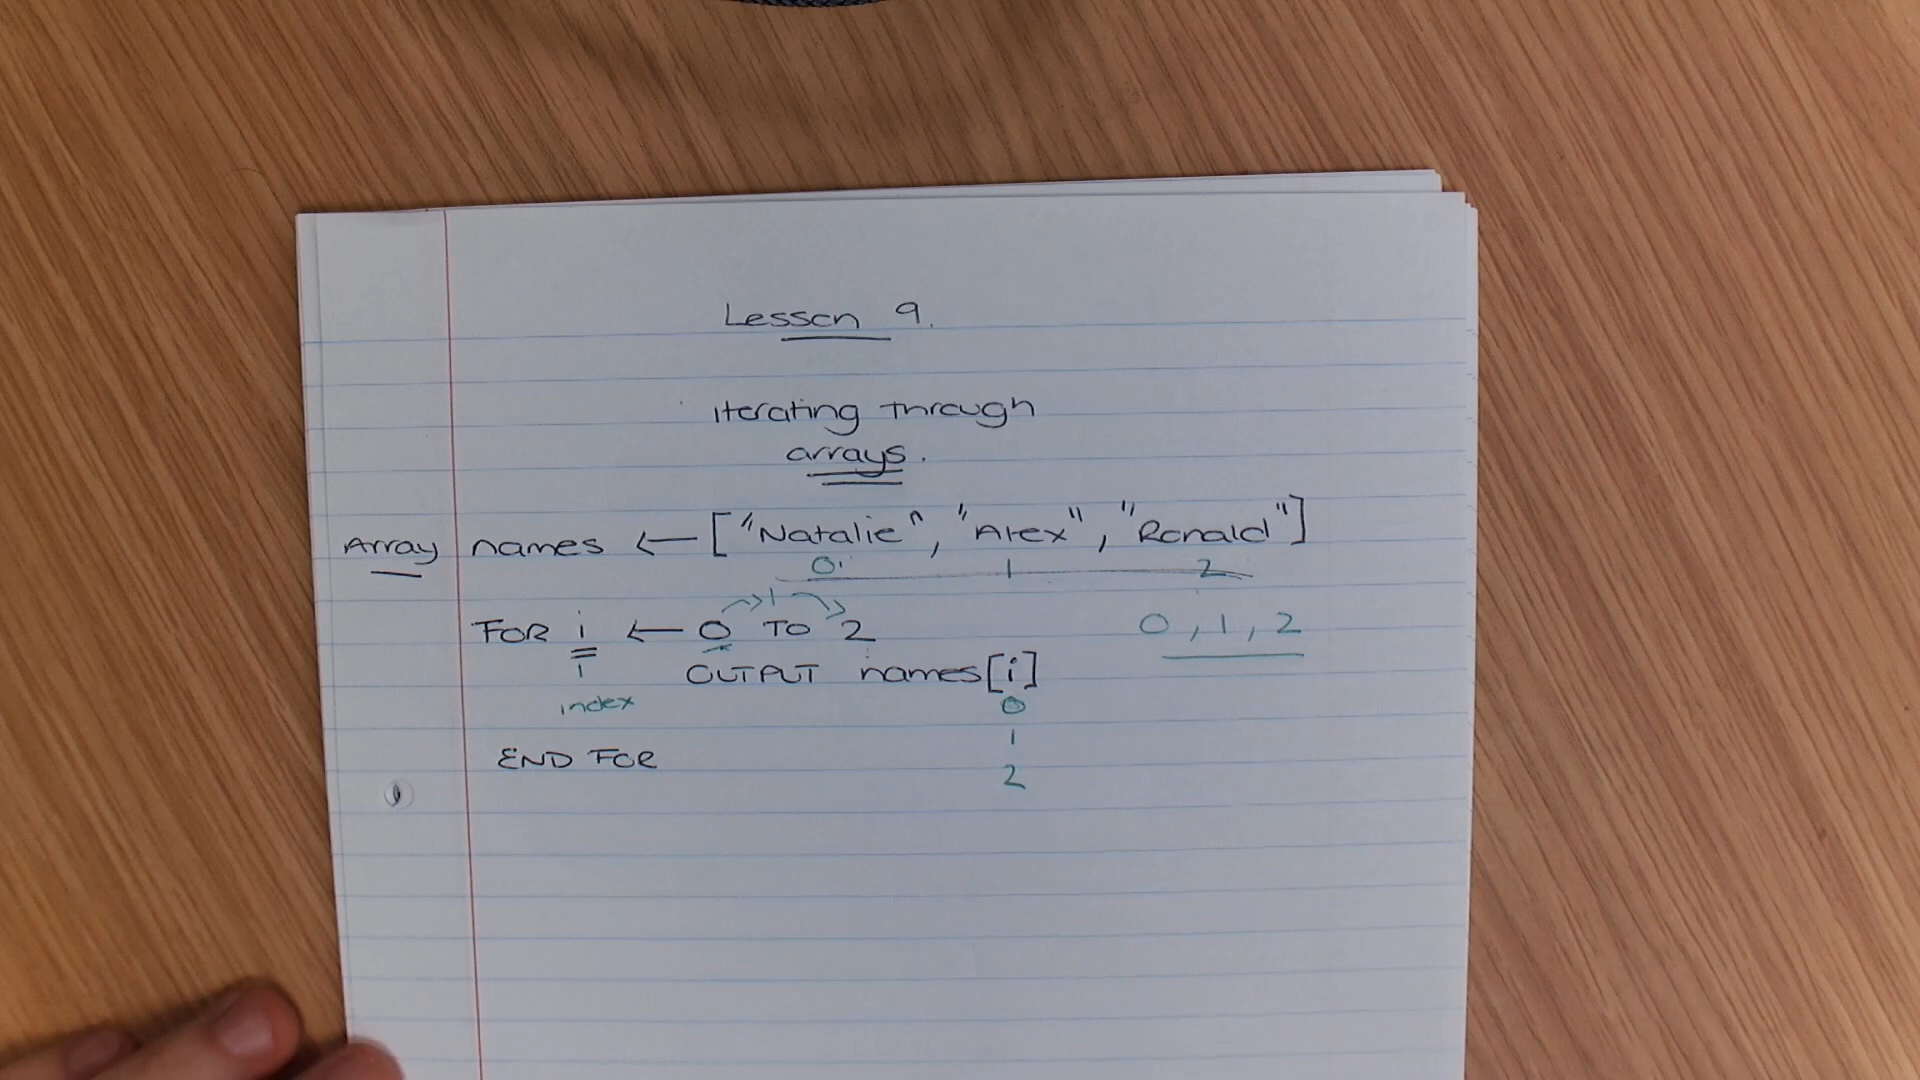 Lesson 9.
iterating through
arrays.
Array names ← ["Natalie", "Alex", "Ronald"]
0 1 2
1
FOR i ← 0 TO 2 0, 1, 2
OUTPUT names[i]
index 0
1
END FOR
2